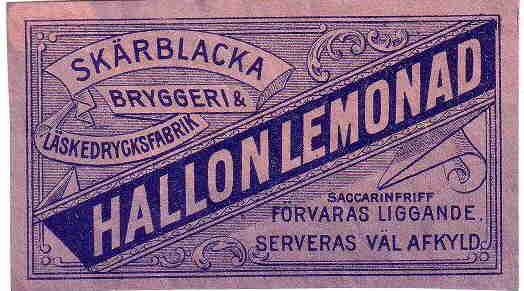 SKÄRBLACKA
BRYGGERI &
LÄSKEDRYCKSFABRIK
HALLON LEMONAD
SACCARINFRIFF
FÖRVARAS LIGGANDE.
SERVERAS VÄL AFKYLD.